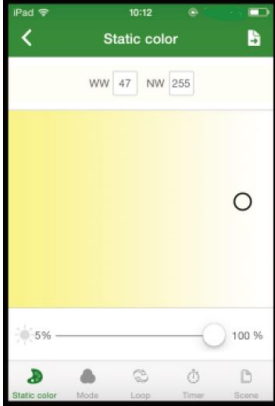 iPad 10:12
Static color
WW 47 NW 255
5% 100 %
Static color Mode Loop Timer Scene